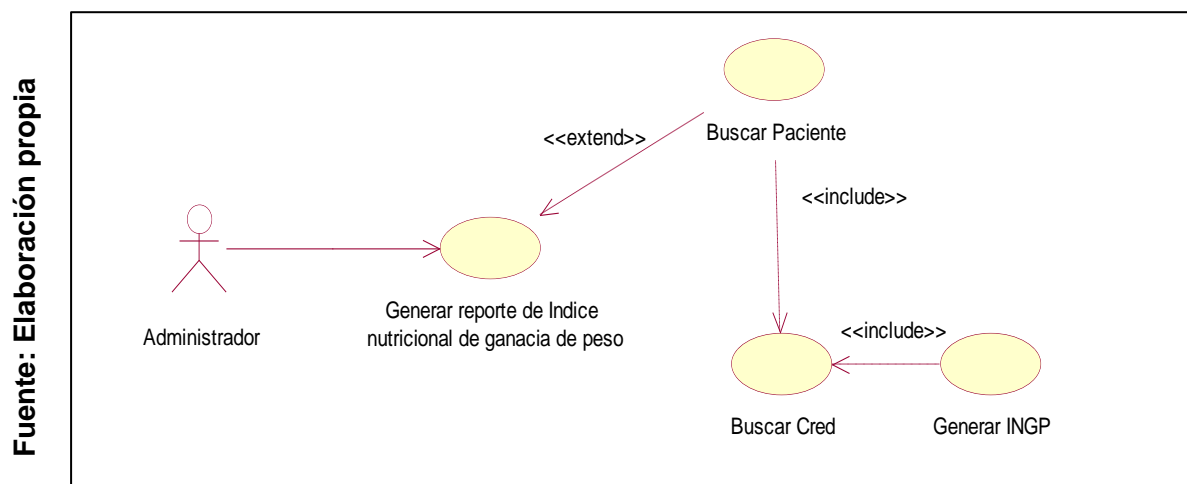 Fuente: Elaboración propia
Buscar Paciente
<<extend>>
<<include>>
Administrador
Generar reporte de Indice
nutricional de ganacia de peso
<<include>>
Buscar Cred
Generar INGP